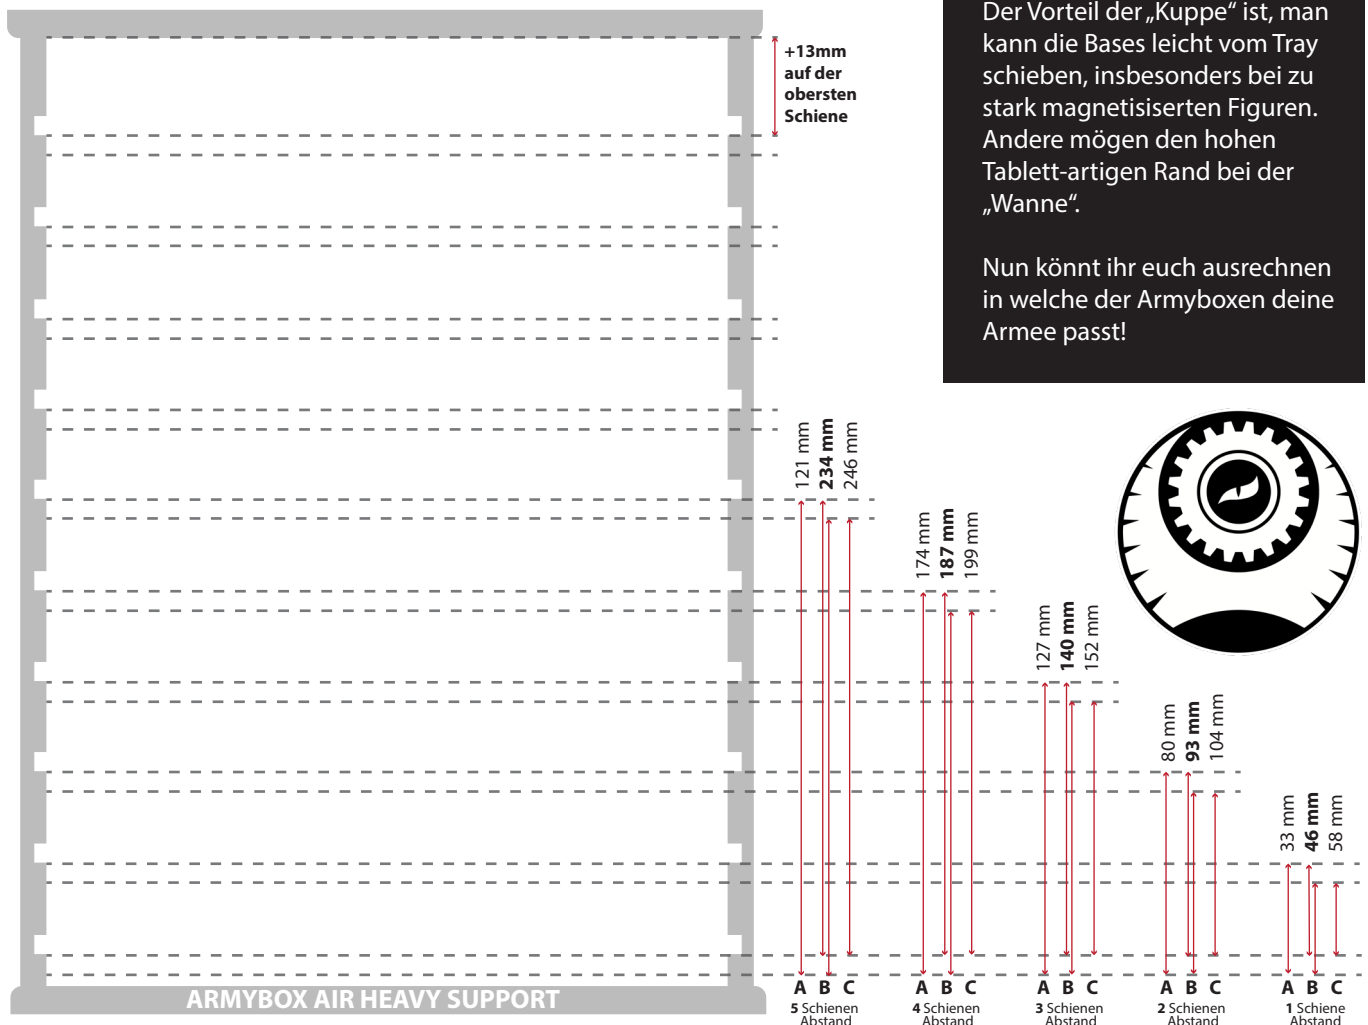 Der Vorteil der „Kuppe“ ist, man
kann die Bases leicht vom Tray
schieben, insbesonders bei zu
stark magnetisiserten Figuren.
Andere mögen den hohen
Tablett-artigen Rand bei der
„Wanne“.
Nun könnt ihr euch ausrechnen
in welche der Armyboxen deine
Armee passt!
+13mm
auf der
obersten
Schiene
121 mm
234 mm
246 mm
174 mm
187 mm
199 mm
127 mm
140 mm
152 mm
80 mm
93 mm
104 mm
33 mm
46 mm
58 mm
ARMYBOX AIR HEAVY SUPPORT
A B C
5 Schienen
Abstand
A B C
4 Schienen
Abstand
A B C
3 Schienen
Abstand
A B C
2 Schienen
Abstand
A B C
1 Schiene
Abstand